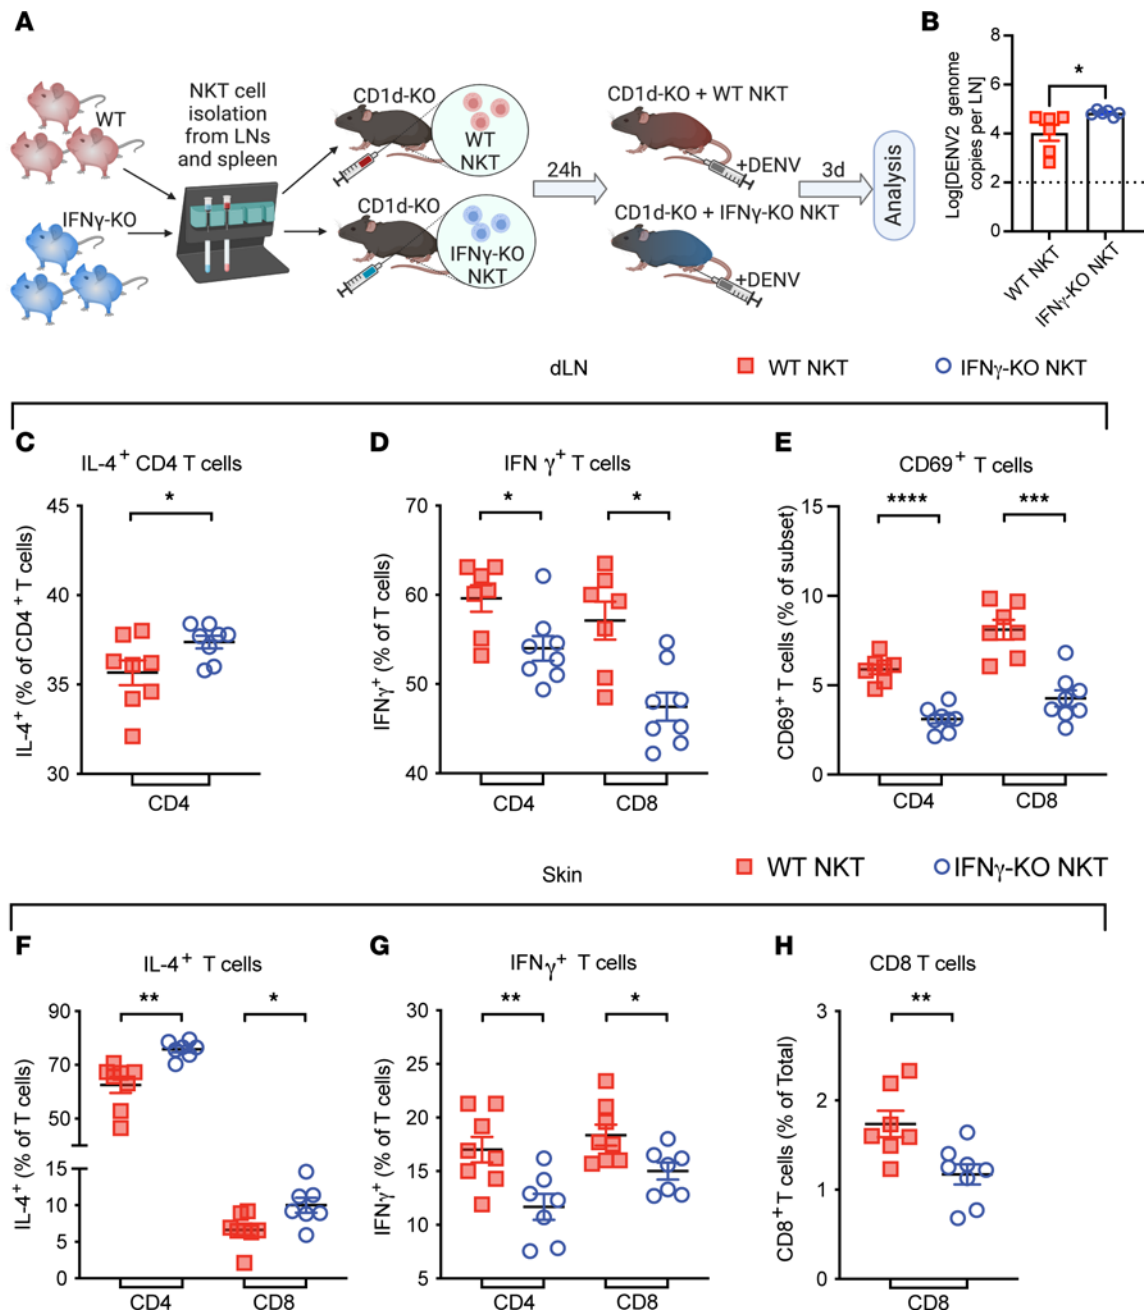 A
WT
IFNγ-KO
NKT cell
isolation
from LNs
and spleen
CD1d-KO
WT
NKT
CD1d-KO
IFNγ-KO
NKT
24h
CD1d-KO + WT NKT
+DENV
CD1d-KO + IFNγ-KO NKT
+DENV
3d
Analysis
B
Log[DENV2 genome
copies per LN]
8
6
4
2
0
*
WT NKT
IFNγ-KO NKT
dLN
WT NKT
IFNγ-KO NKT
C
IL-4+ CD4 T cells
IL-4+ (% of CD4+ T cells)
45
40
35
30
*
CD4
D
IFN γ+ T cells
IFNγ+ (% of T cells)
70
60
50
40
*
*
CD4
CD8
E
CD69+ T cells
CD69+ T cells (% of subset)
15
10
5
0
****
***
CD4
CD8
Skin
WT NKT
IFNγ-KO NKT
F
IL-4+ T cells
IL-4+ (% of T cells)
90
70
50
15
10
5
0
**
*
CD4
CD8
G
IFNγ+ T cells
IFNγ+ (% of T cells)
30
25
20
15
10
5
**
*
CD4
CD8
H
CD8 T cells
CD8+ T cells (% of Total)
3
2
1
0
**
CD8